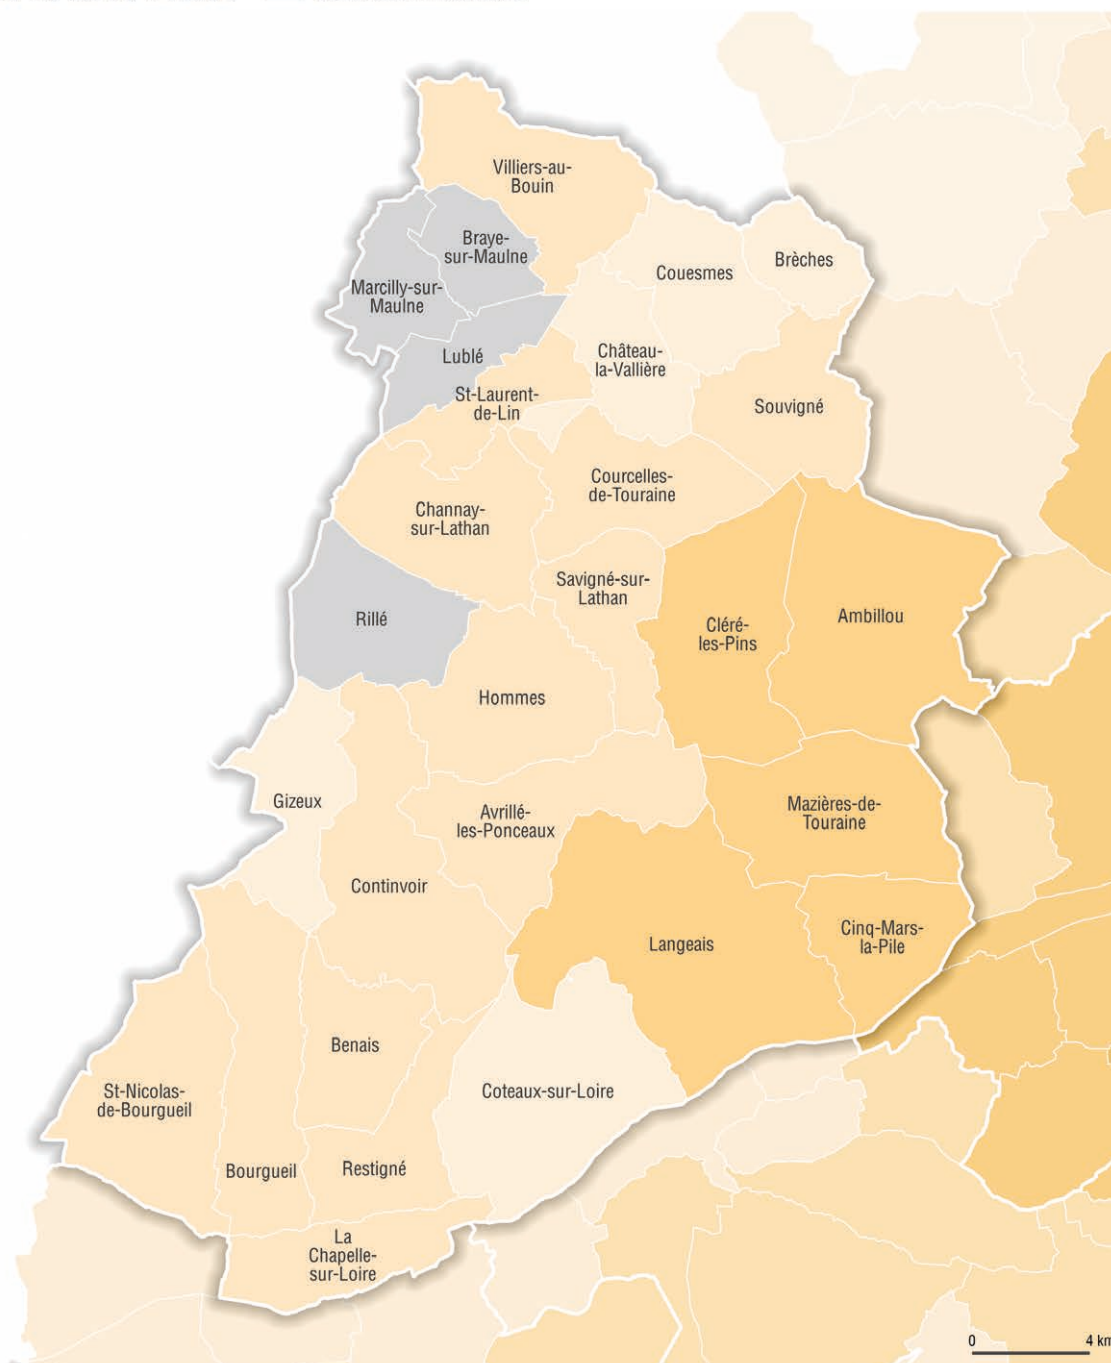 Villiers-au-
Bouin
Braye-
sur-Maulne
Brèches
Couesmes
Marcilly-sur-
Maulne
Lublé
Château-
la-Vallière
St-Laurent-
de-Lin
Souvigné
Courcelles-
de-Touraine
Channay-
sur-Lathan
Savigné-sur-
Lathan
Rillé
Cléré-
les-Pins
Ambillou
Hommes
Gizeux
Avrillé-
les-Ponceaux
Mazières-de-
Touraine
Continvoir
Langeais
Cinq-Mars-
la-Pile
Benais
St-Nicolas-
de-Bourgueil
Coteaux-sur-Loire
Bourgueil
Restigné
La
Chapelle-
sur-Loire
0 4 km